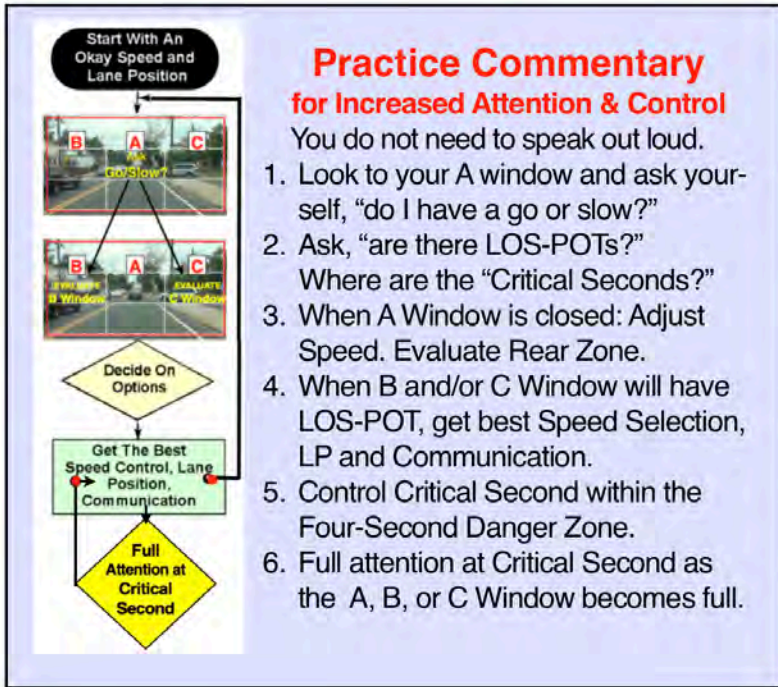 Start With An
Okay Speed and
Lane Position
B A C
Ask
Go/Slow?
B A C
EVALUATE EVALUATE
B Window C Window
Decide On
Options
Get The Best
Speed Control, Lane
Position,
Communication
Full
Attention at
Critical
Second
Practice Commentary
for Increased Attention & Control
You do not need to speak out loud.
1. Look to your A window and ask your-
self, “do I have a go or slow?”
2. Ask, “are there LOS-POTs?”
Where are the “Critical Seconds?”
3. When A Window is closed: Adjust
Speed. Evaluate Rear Zone.
4. When B and/or C Window will have
LOS-POT, get best Speed Selection,
LP and Communication.
5. Control Critical Second within the
Four-Second Danger Zone.
6. Full attention at Critical Second as
the A, B, or C Window becomes full.